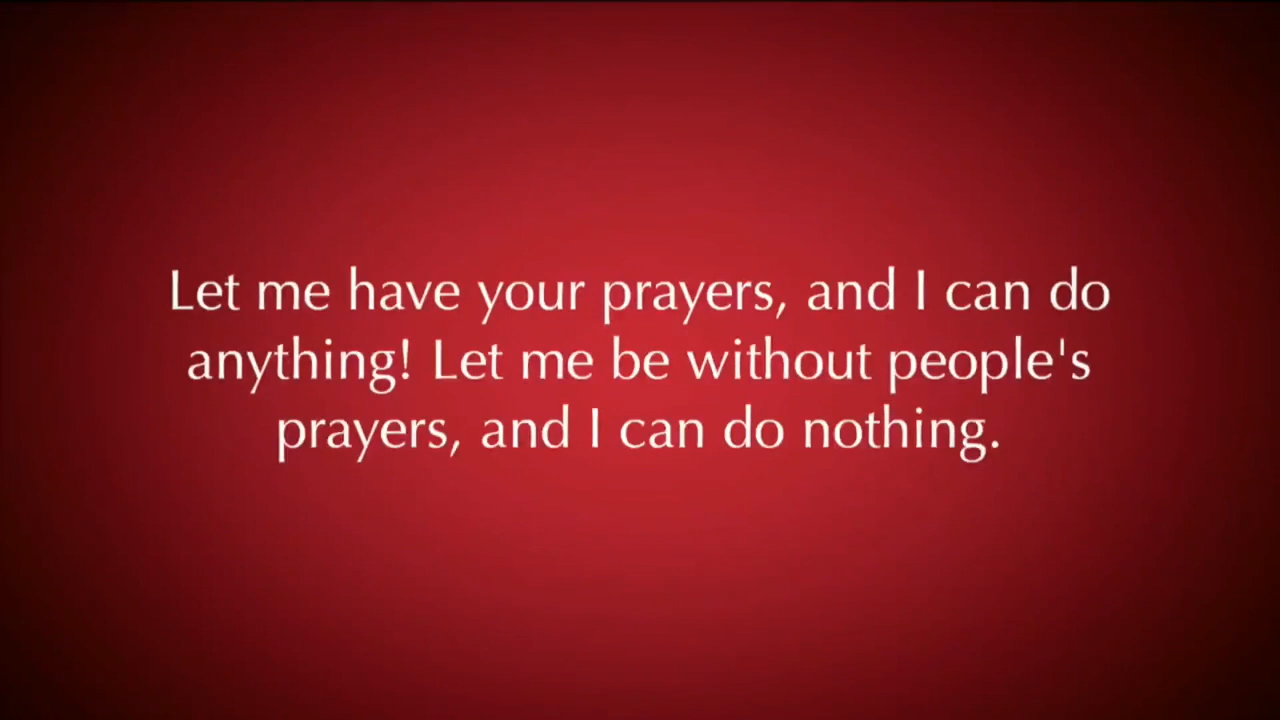 Let me have your prayers, and I can do
anything! Let me be without people's
prayers, and I can do nothing.